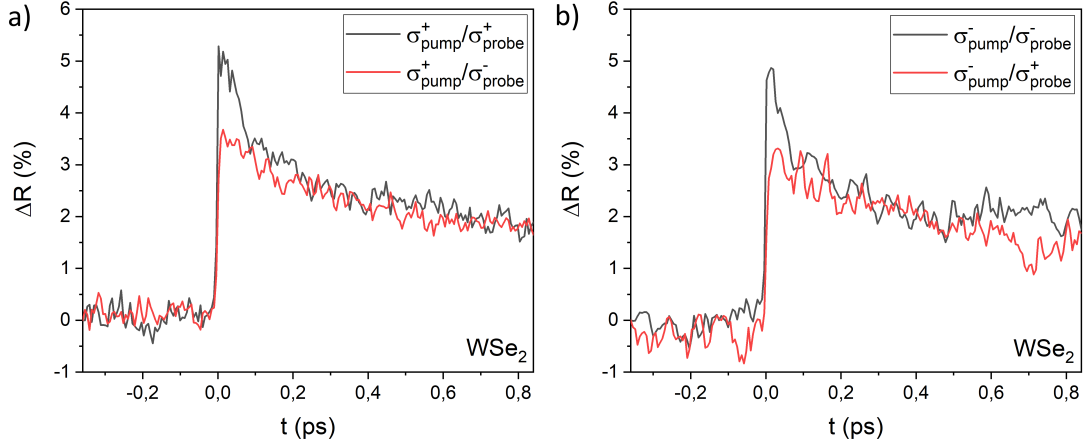 a)
σ⁺pump/σ⁺probe
σ⁺pump/σ⁻probe
6
5
4
3
2
1
0
-1
ΔR (%)
WSe₂
-0,2 0,0 0,2 0,4 0,6 0,8
t (ps)
b)
σ⁻pump/σ⁻probe
σ⁻pump/σ⁺probe
6
5
4
3
2
1
0
-1
ΔR (%)
WSe₂
-0,2 0,0 0,2 0,4 0,6 0,8
t (ps)